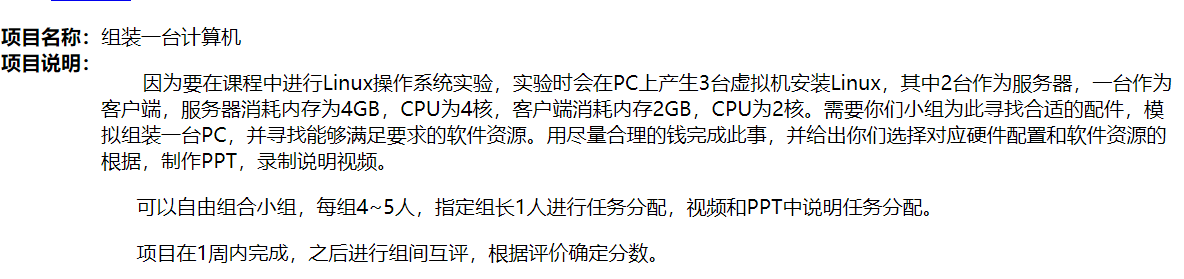 项目名称：组装一台计算机
项目说明：
因为要在课程中进行Linux操作系统实验，实验时会在PC上产生3台虚拟机安装Linux，其中2台作为服务器，一台作为
客户端，服务器消耗内存为4GB，CPU为4核，客户端消耗内存2GB，CPU为2核。需要你们小组为此寻找合适的配件，模
拟组装一台PC，并寻找能够满足要求的软件资源。用尽量合理的钱完成此事，并给出你们选择对应硬件配置和软件资源的
根据，制作PPT，录制说明视频。
可以自由组合小组，每组4~5人，指定组长1人进行任务分配，视频和PPT中说明任务分配。
项目在1周内完成，之后进行组间互评，根据评价确定分数。